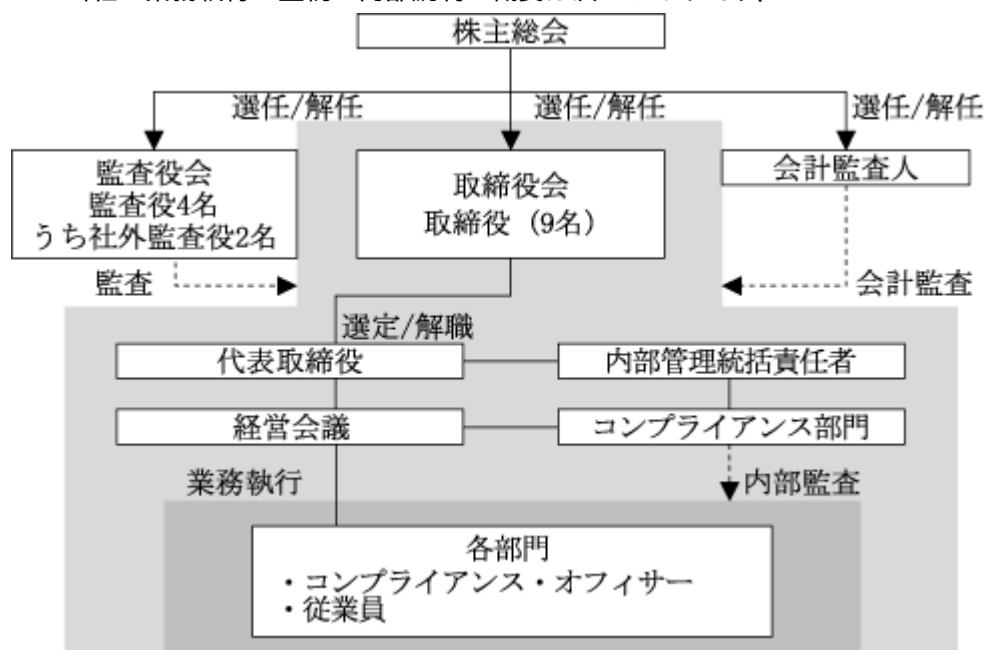 株主総会
選任/解任
選任/解任
選任/解任
監査役会
監査役4名
うち社外監査役2名
取締役会
取締役（9名）
会計監査人
監査
会計監査
選定/解職
代表取締役
内部管理統括責任者
経営会議
コンプライアンス部門
業務執行
内部監査
各部門
・コンプライアンス・オフィサー
・従業員